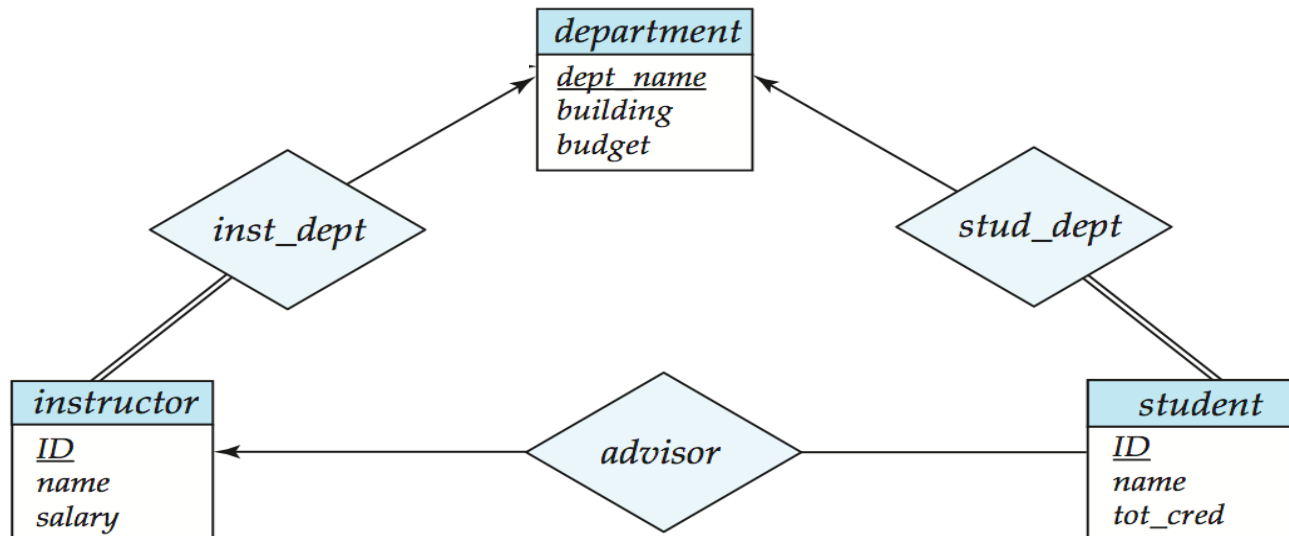 department
dept_name
building
budget
inst_dept
stud_dept
instructor
ID
name
salary
advisor
student
ID
name
tot_cred